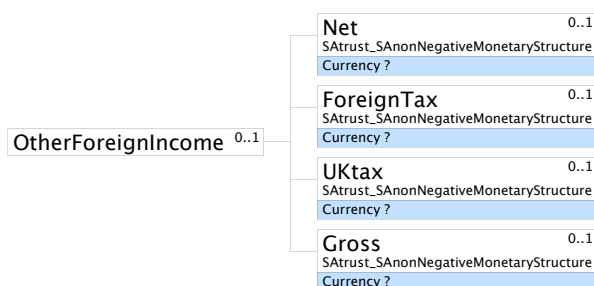 Net 0..1
SAtrust_SAnonNegativeMonetaryStructure
Currency ?
ForeignTax 0..1
SAtrust_SAnonNegativeMonetaryStructure
Currency ?
OtherForeignIncome 0..1
UKtax 0..1
SAtrust_SAnonNegativeMonetaryStructure
Currency ?
Gross 0..1
SAtrust_SAnonNegativeMonetaryStructure
Currency ?